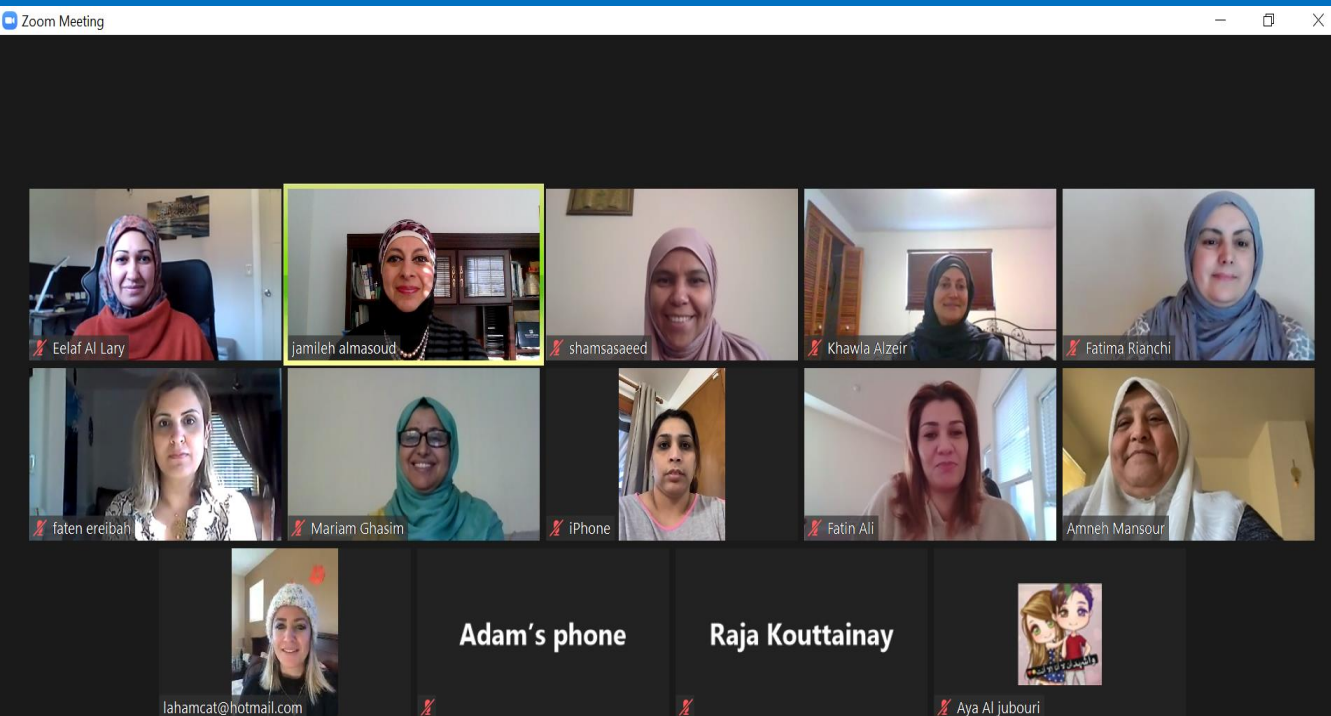 Zoom Meeting
Eelaf Al Lary
jamileh almasoud
shamsasaeed
Khawla Alzeir
Fatima Rianchi
faten ereibah
Mariam Ghasim
iPhone
Fatin Ali
Amneh Mansour
lahamcat@hotmail.com
Adam's phone
Raja Kouttainay
Aya Al jubouri